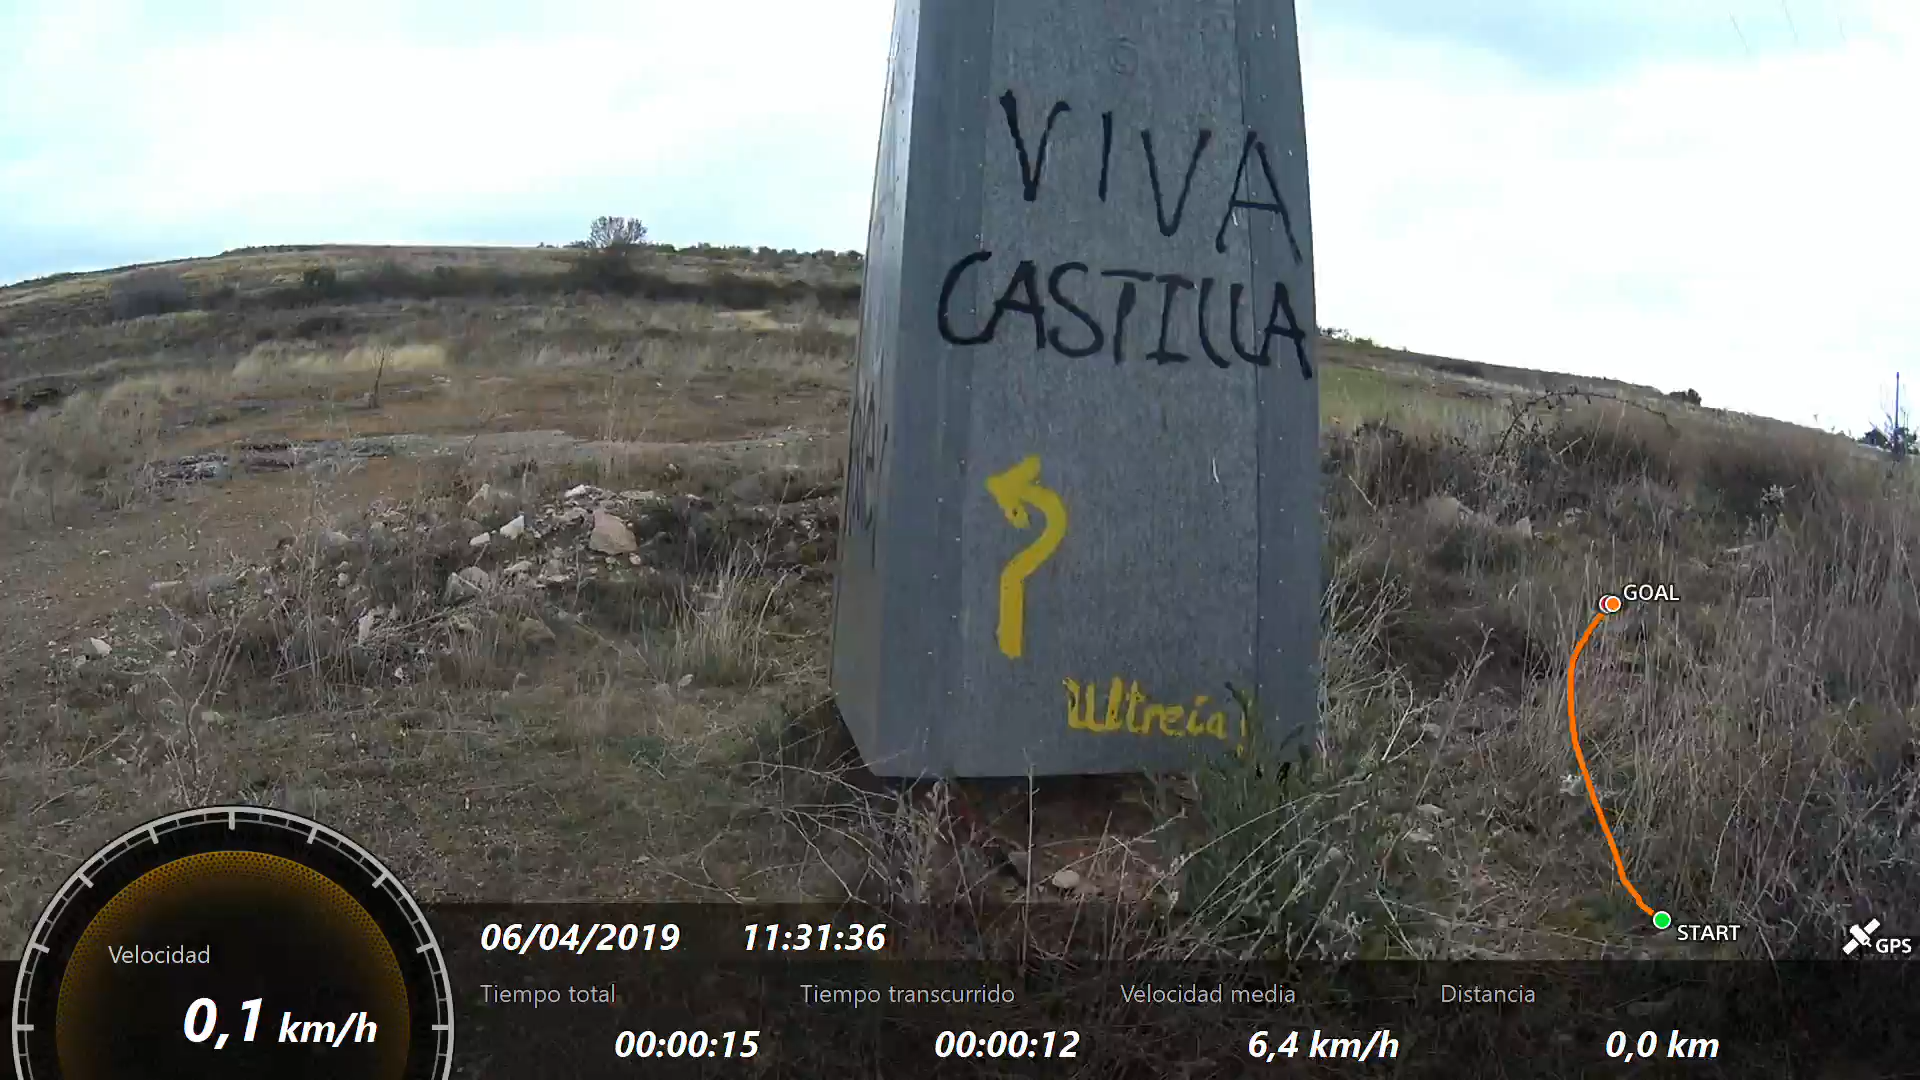 VIVA
CASTILLA
Ultreia!
GOAL
START
GPS
06/04/2019 11:31:36
Velocidad
0,1 km/h
Tiempo total Tiempo transcurrido Velocidad media Distancia
00:00:15 00:00:12 6,4 km/h 0,0 km